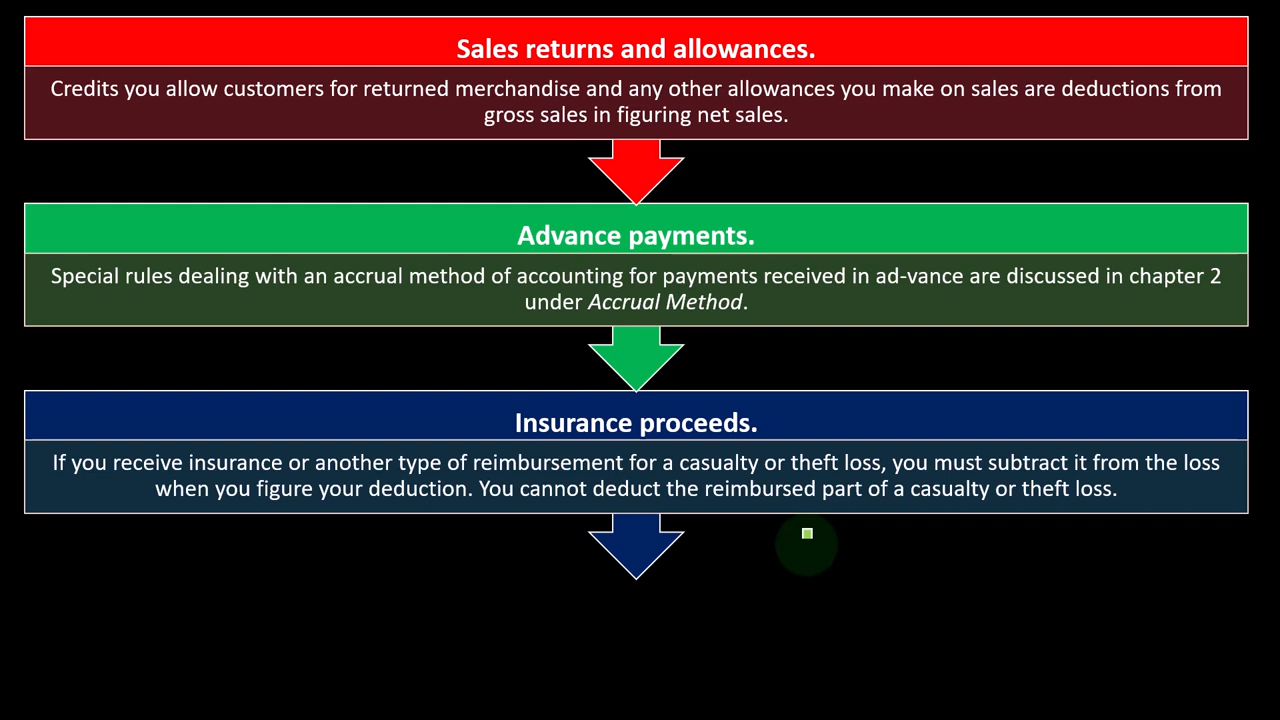 Sales returns and allowances.
Credits you allow customers for returned merchandise and any other allowances you make on sales are deductions from
gross sales in figuring net sales.
Advance payments.
Special rules dealing with an accrual method of accounting for payments received in ad-vance are discussed in chapter 2
under Accrual Method.
Insurance proceeds.
If you receive insurance or another type of reimbursement for a casualty or theft loss, you must subtract it from the loss
when you figure your deduction. You cannot deduct the reimbursed part of a casualty or theft loss.